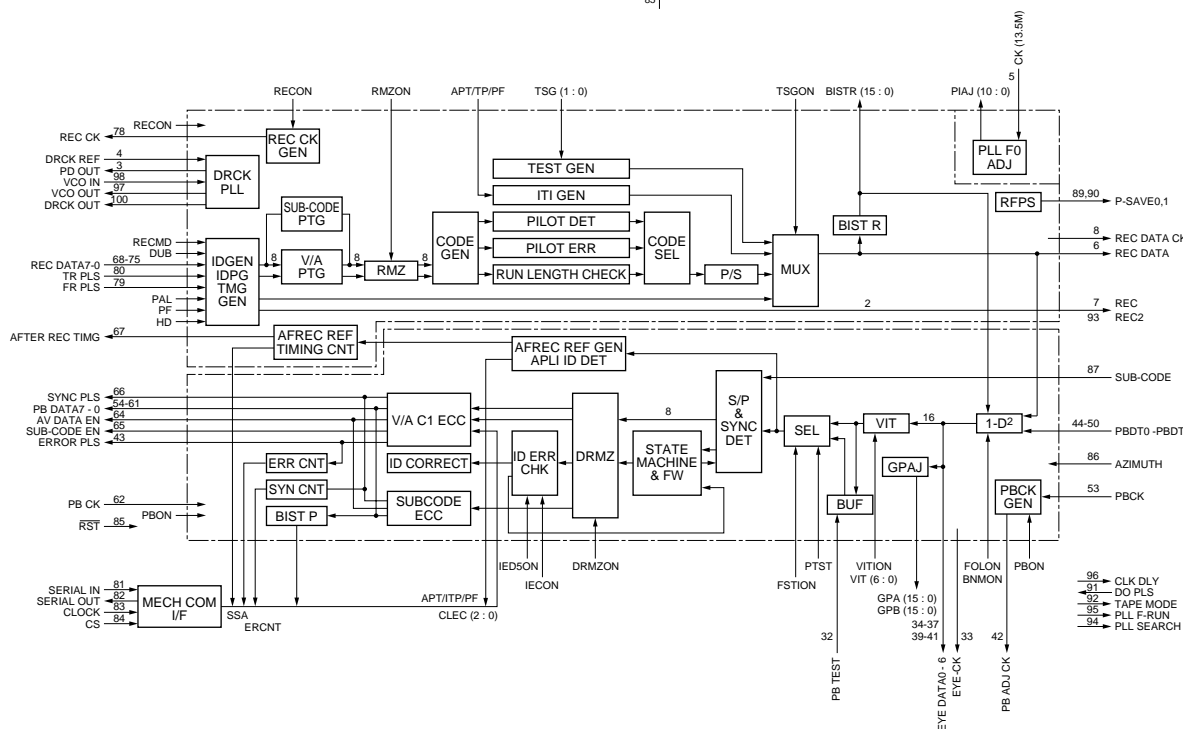 83
CK (13.5M)
5
RECON
RMZON
APT/TP/PF
TSG (1 : 0)
TSGON
BISTR (15 : 0)
PIAJ (10 : 0)
RECON
REC CK
78
REC CK
GEN
PLL F0
ADJ
DRCK REF
4
PD OUT
3
VCO IN
98
VCO OUT
97
DRCK OUT
100
DRCK
PLL
TEST GEN
ITI GEN
SUB-CODE
PTG
PILOT DET
PILOT ERR
RUN LENGTH CHECK
CODE
GEN
CODE
SEL
P/S
MUX
BIST R
RFPS
89,90
P-SAVE0,1
8
REC DATA CK
6
REC DATA
RECMD
DUB
REC DATA7-0
68-75
TR PLS
80
FR PLS
79
PAL
PF
HD
IDGEN
IDPG
TMG
GEN
8
V/A
PTG
8
RMZ
8
2
7
REC
93
REC2
AFTER REC TIMG
67
AFREC REF
TIMING CNT
AFREC REF GEN
APLI ID DET
87
SUB-CODE
SYNC PLS
66
PB DATA7 - 0
54-61
AV DATA EN
64
SUB-CODE EN
65
ERROR PLS
43
V/A C1 ECC
8
S/P
&
SYNC
DET
SEL
VIT
16
1-D2
44-50
PBDT0 -PBDT
ERR CNT
ID CORRECT
ID ERR
CHK
DRMZ
STATE
MACHINE
& FW
GPAJ
86
AZIMUTH
SYN CNT
BIST P
SUBCODE
ECC
BUF
PBCK
GEN
53
PBCK
PB CK
62
PBON
RST
85
IED5ON
IECON
DRMZON
FSTION
PTST
VITION
VIT (6 : 0)
FOLON
BNMON
PBON
SERIAL IN
81
SERIAL OUT
82
CLOCK
83
CS
84
MECH COM
I/F
SSA
ERCNT
APT/ITP/PF
CLEC (2 : 0)
GPA (15 : 0)
GPB (15 : 0)
34-37
39-41
32
33
42
PB TEST
EYE DATA0 - 6
EYE-CK
PB ADJ CK
96
CLK DLY
91
DO PLS
92
TAPE MODE
95
PLL F-RUN
94
PLL SEARCH